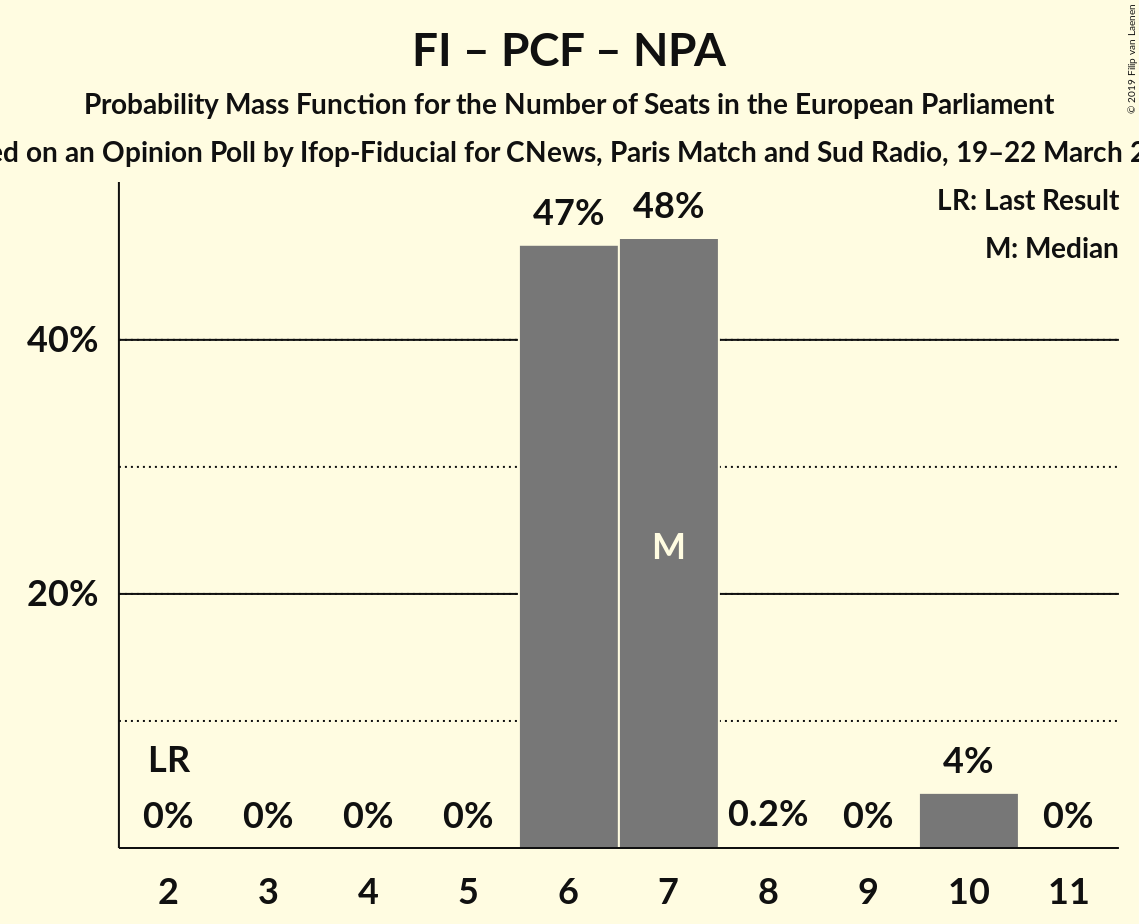 FI – PCF – NPA
Probability Mass Function for the Number of Seats in the European Parliament
on an Opinion Poll by Ifop-Fiducial for CNews, Paris Match and Sud Radio, 19–22 March
© 2019 Filip van Laenen
LR: Last Result
M: Median
47%
48%
40%
20%
M
LR
0%
0%
0%
0%
0.2%
0%
4%
0%
2
3
4
5
6
7
8
9
10
11